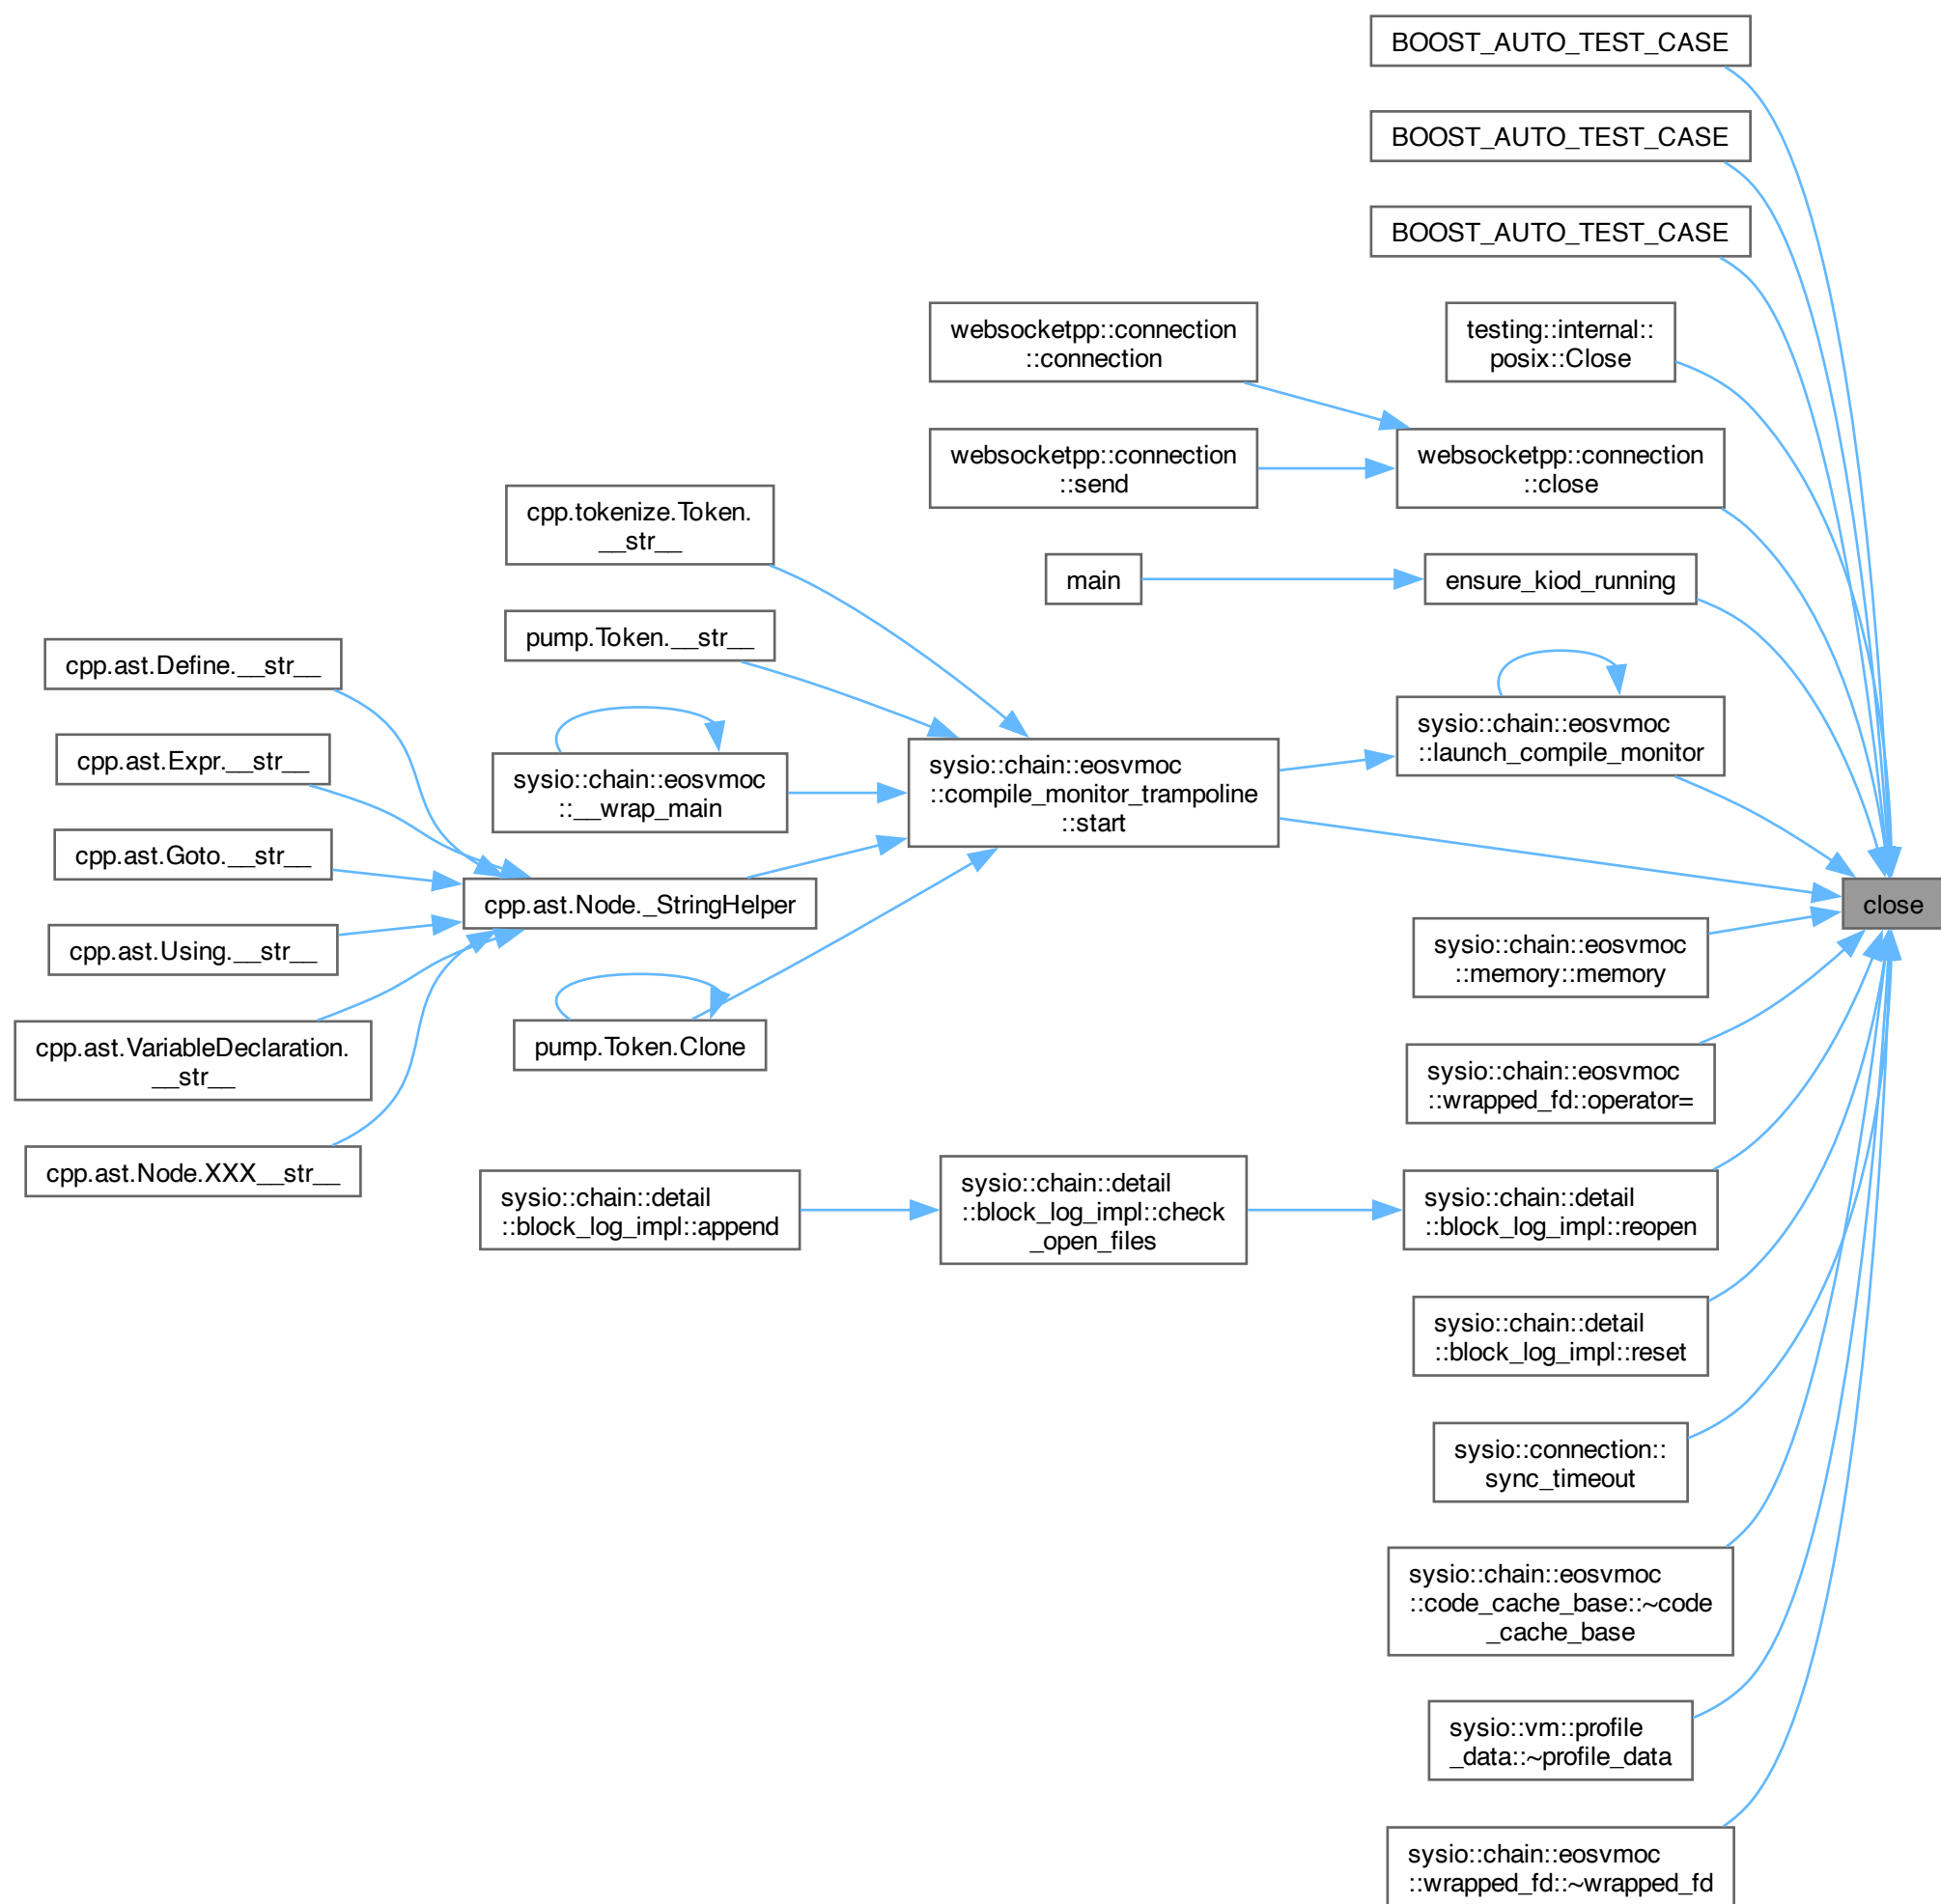 BOOST_AUTO_TEST_CASE
BOOST_AUTO_TEST_CASE
BOOST_AUTO_TEST_CASE
testing::internal::
posix::Close
websocketpp::connection
::connection
websocketpp::connection
::send
websocketpp::connection
::close
cpp.tokenize.Token.
__str__
main
ensure_kiod_running
pump.Token.__str__
cpp.ast.Define.__str__
cpp.ast.Expr.__str__
cpp.ast.Goto.__str__
cpp.ast.Using.__str__
cpp.ast.VariableDeclaration.
__str__
cpp.ast.Node.XXX__str__
sysio::chain::eosvmoc
::__wrap_main
cpp.ast.Node._StringHelper
pump.Token.Clone
sysio::chain::eosvmoc
::compile_monitor_trampoline
::start
sysio::chain::eosvmoc
::launch_compile_monitor
close
sysio::chain::eosvmoc
::memory::memory
sysio::chain::eosvmoc
::wrapped_fd::operator=
sysio::chain::detail
::block_log_impl::append
sysio::chain::detail
::block_log_impl::check
_open_files
sysio::chain::detail
::block_log_impl::reopen
sysio::chain::detail
::block_log_impl::reset
sysio::connection::
sync_timeout
sysio::chain::eosvmoc
::code_cache_base::~code
_cache_base
sysio::vm::profile
_data::~profile_data
sysio::chain::eosvmoc
::wrapped_fd::~wrapped_fd